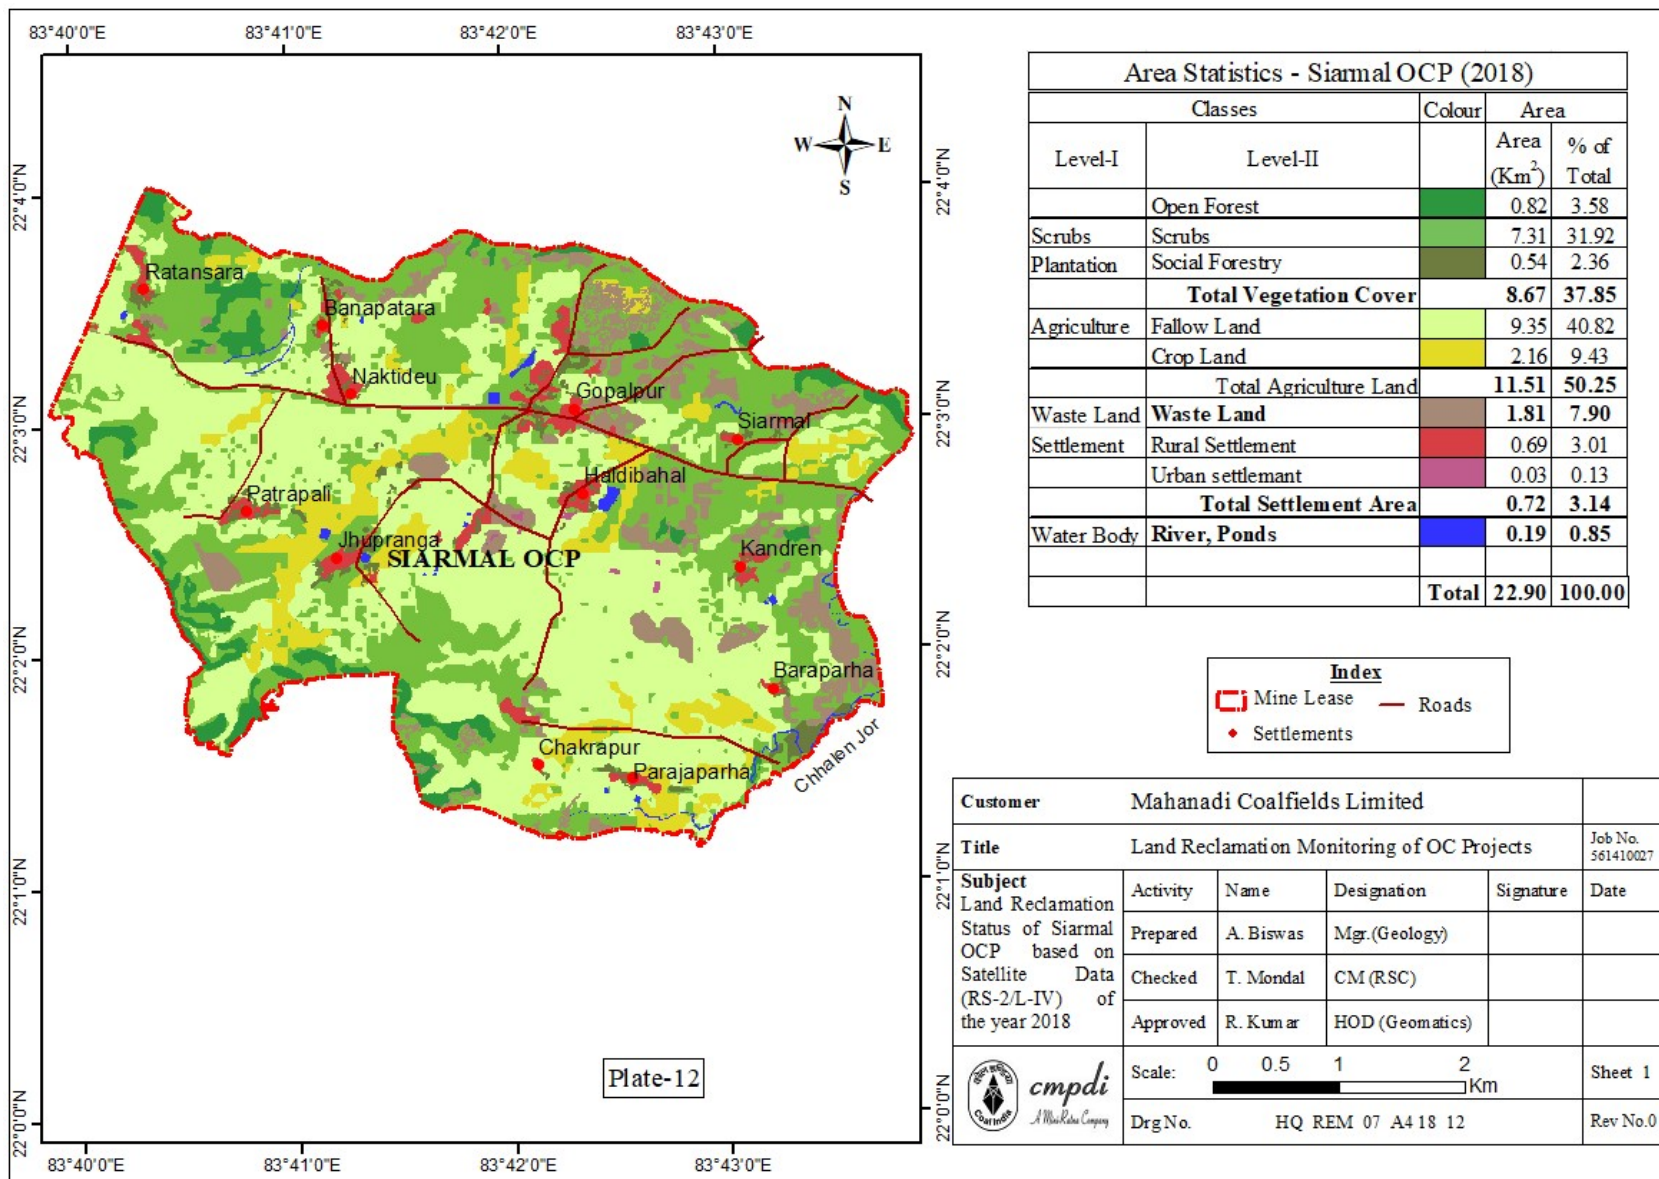 83°40'0"E 83°41'0"E 83°42'0"E 83°43'0"E
22°4'0"N
22°3'0"N
22°2'0"N
22°1'0"N
22°0'0"N
22°4'0"N
22°3'0"N
22°2'0"N
22°1'0"N
22°0'0"N
83°40'0"E 83°41'0"E 83°42'0"E 83°43'0"E
N
W E
S
Ratansara
Banapatara
Naktideu
Gopalpur
Siarmal
Haldibahal
Patrapali
Jhupranga
SIARMAL OCP
Kandren
Baraparha
Chakrapur
Parajaparha
Chhalen Jor
Plate-12
Area Statistics - Siarmal OCP (2018)
Classes Colour Area
Level-I Level-II Area (Km2) % of Total
Open Forest 0.82 3.58
Scrubs Scrubs 7.31 31.92
Plantation Social Forestry 0.54 2.36
Total Vegetation Cover 8.67 37.85
Agriculture Fallow Land 9.35 40.82
Crop Land 2.16 9.43
Total Agriculture Land 11.51 50.25
Waste Land Waste Land 1.81 7.90
Settlement Rural Settlement 0.69 3.01
Urban settlemant 0.03 0.13
Total Settlement Area 0.72 3.14
Water Body River, Ponds 0.19 0.85
Total 22.90 100.00
Index
Mine Lease Roads
Settlements
Customer Mahanadi Coalfields Limited
Title Land Reclamation Monitoring of OC Projects Job No. 561410027
Subject
Land Reclamation
Status of Siarmal
OCP based on
Satellite Data
(RS-2/L-IV) of
the year 2018
Activity Name Designation Signature Date
Prepared A. Biswas Mgr.(Geology)
Checked T. Mondal CM (RSC)
Approved R. Kumar HOD (Geomatics)
Coal India
cmpdi
A Mini Ratna Company
Scale: 0 0.5 1 2 Km
Sheet 1
Drg No. HQ REM 07 A4 18 12 Rev No.0